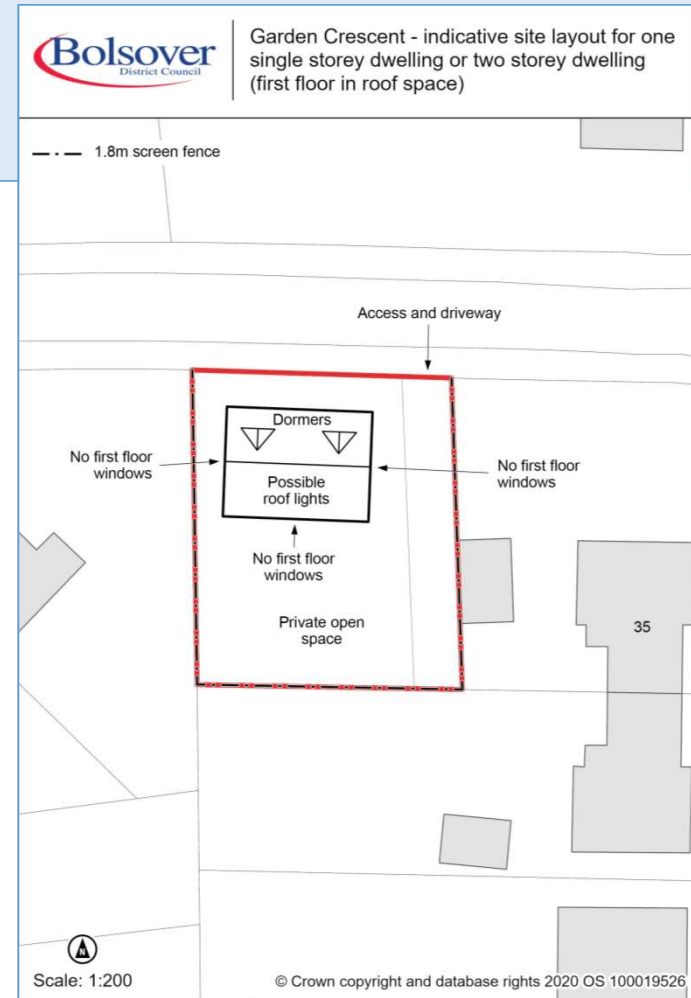 Bolsover
District Council
Garden Crescent - indicative site layout for one
single storey dwelling or two storey dwelling
(first floor in roof space)
1.8m screen fence
Access and driveway
Dormers
No first floor
windows
Possible
roof lights
No first floor
windows
No first floor
windows
Private open
space
35
N
Scale: 1:200
© Crown copyright and database rights 2020 OS 100019526